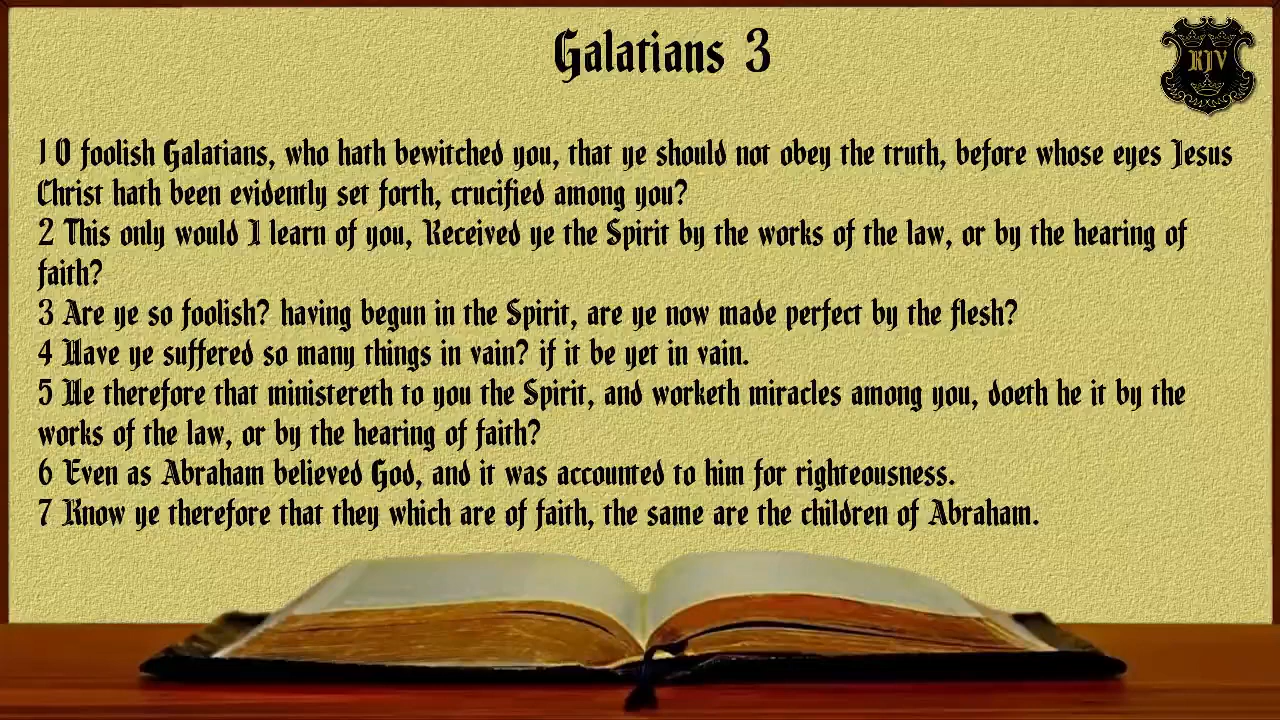 Galatians 3
KJV
1 O foolish Galatians, who hath bewitched you, that ye should not obey the truth, before whose eyes Jesus
Christ hath been evidently set forth, crucified among you?
2 This only would I learn of you, Received ye the Spirit by the works of the law, or by the hearing of
faith?
3 Are ye so foolish? having begun in the Spirit, are ye now made perfect by the flesh?
4 Have ye suffered so many things in vain? if it be yet in vain.
5 He therefore that ministereth to you the Spirit, and worketh miracles among you, doeth he it by the
works of the law, or by the hearing of faith?
6 Even as Abraham believed God, and it was accounted to him for righteousness.
7 Know ye therefore that they which are of faith, the same are the children of Abraham.